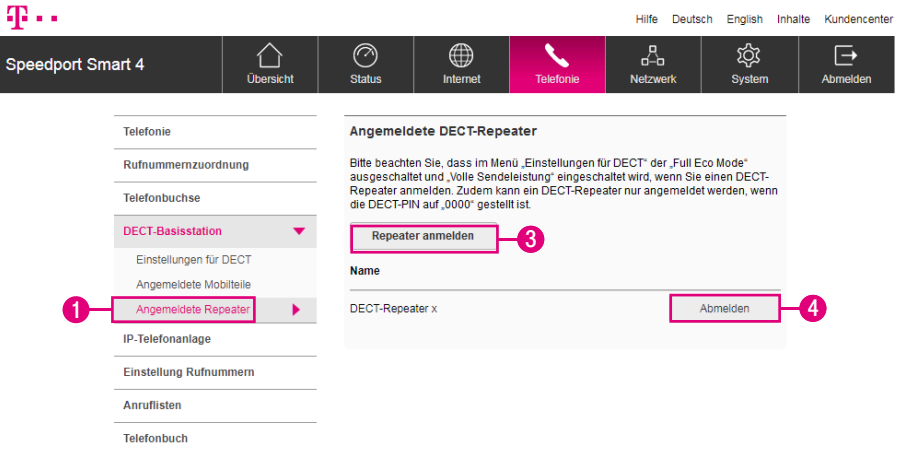 Hilfe Deutsch English Inhalte Kundencenter
Speedport Smart 4
Übersicht Status Internet Telefonie Netzwerk System Abmelden
Telefonie
Rufnummernzuordnung
Telefonbuchse
DECT-Basisstation
Einstellungen für DECT
Angemeldete Mobilteile
1 Angemeldete Repeater
IP-Telefonanlage
Einstellung Rufnummern
Anruflisten
Telefonbuch
Angemeldete DECT-Repeater
Bitte beachten Sie, dass im Menü „Einstellungen für DECT“ der „Full Eco Mode“
ausgeschaltet und „Volle Sendeleistung“ eingeschaltet wird, wenn Sie einen DECT-
Repeater anmelden. Zudem kann ein DECT-Repeater nur angemeldet werden, wenn
die DECT-PIN auf „0000“ gestellt ist.
Repeater anmelden 3
Name
DECT-Repeater x Abmelden 4